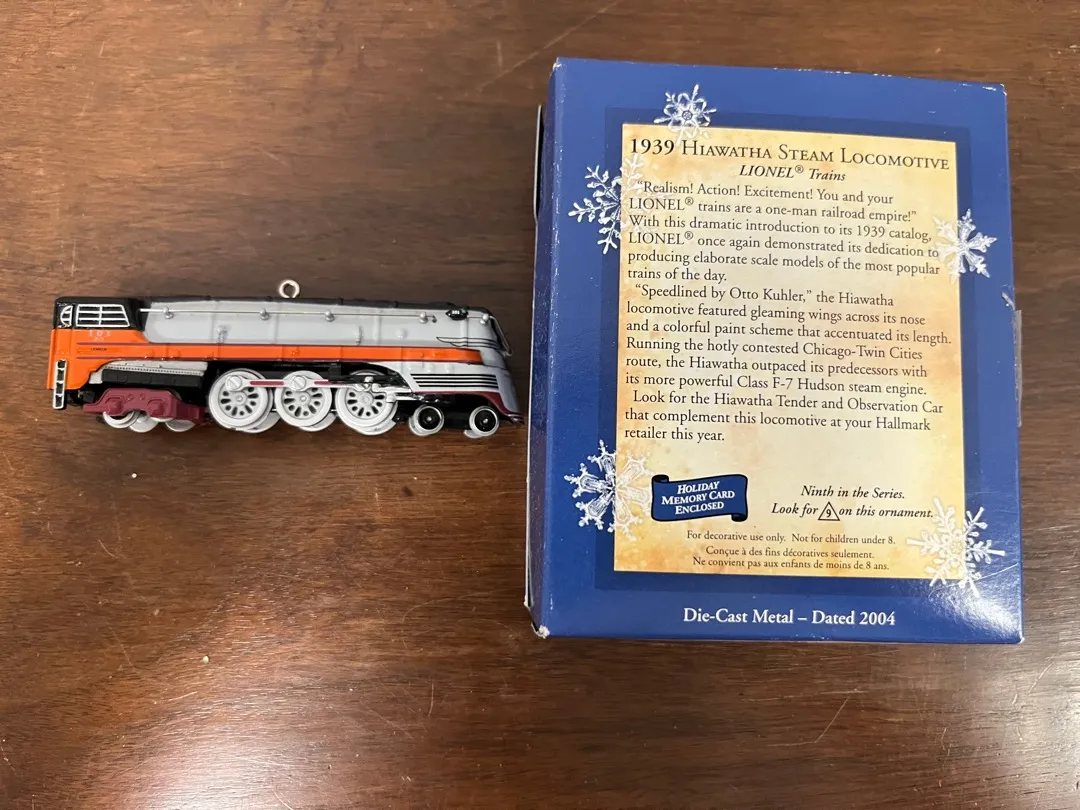 1939 HIAWATHA STEAM LOCOMOTIVE
LIONEL® Trains
"Realism! Action! Excitement! You and your
LIONEL® trains are a one-man railroad empire!"
With this dramatic introduction to its 1939 catalog,
LIONEL® once again demonstrated its dedication to
producing elaborate scale models of the most popular
trains of the day.
"Speedlined by Otto Kuhler," the Hiawatha
locomotive featured gleaming wings across its nose
and a colorful paint scheme that accentuated its length.
Running the hotly contested Chicago-Twin Cities
route, the Hiawatha outpaced its predecessors with
its more powerful Class F-7 Hudson steam engine.
Look for the Hiawatha Tender and Observation Car
that complement this locomotive at your Hallmark
retailer this year.
HOLIDAY
MEMORY CARD
ENCLOSED
Ninth in the Series.
Look for 9 on this ornament.
For decorative use only. Not for children under 8.
Conçue à des fins décoratives seulement.
Ne convient pas aux enfants de moins de 8 ans.
Die-Cast Metal – Dated 2004